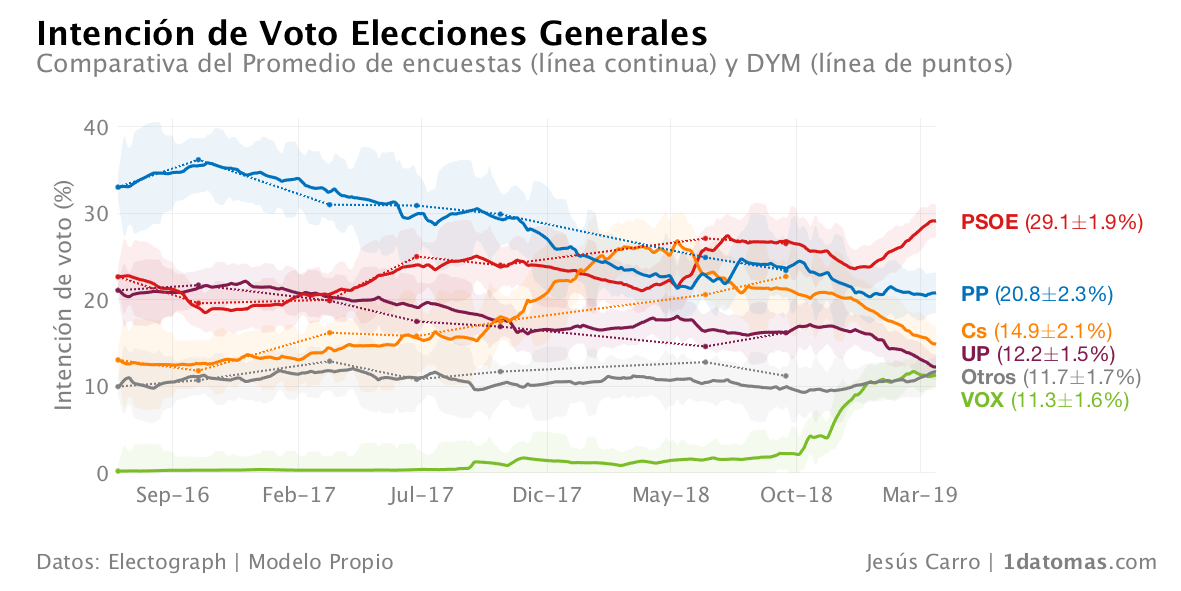 Intención de Voto Elecciones Generales
Comparativa del Promedio de encuestas (línea continua) y DYM (línea de puntos)
Intención de voto (%)
40
30
20
10
0
Sep-16 Feb-17 Jul-17 Dic-17 May-18 Oct-18 Mar-19
PSOE (29.1±1.9%)
PP (20.8±2.3%)
Cs (14.9±2.1%)
UP (12.2±1.5%)
Otros (11.7±1.7%)
VOX (11.3±1.6%)
Datos: Electograph | Modelo Propio
Jesús Carro | 1datomas.com